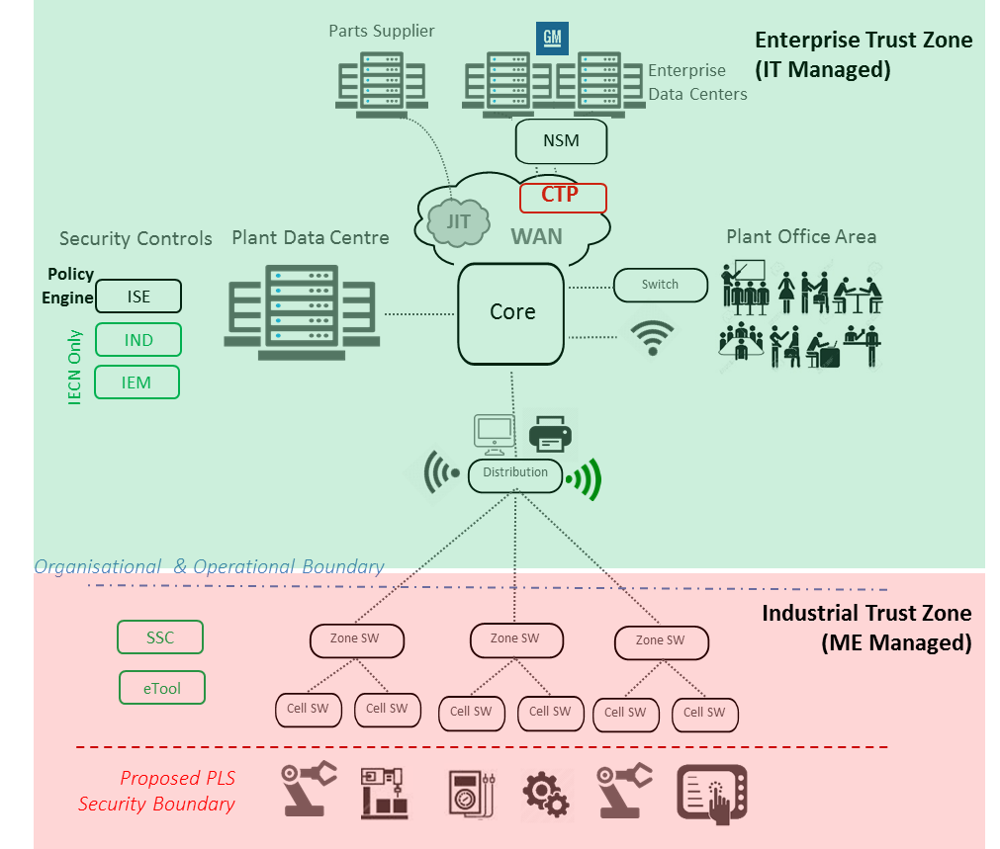 Parts Supplier
GM
Enterprise Trust Zone
(IT Managed)
Enterprise
Data Centers
NSM
CTP
JIT
WAN
Security Controls
Plant Data Centre
Plant Office Area
Policy
Engine
ISE
IND
IEM
IECN Only
Core
Switch
Distribution
Organisational & Operational Boundary
Industrial Trust Zone
(ME Managed)
SSC
eTool
Zone SW
Zone SW
Zone SW
Cell SW
Cell SW
Cell SW
Cell SW
Cell SW
Cell SW
Proposed PLS
Security Boundary